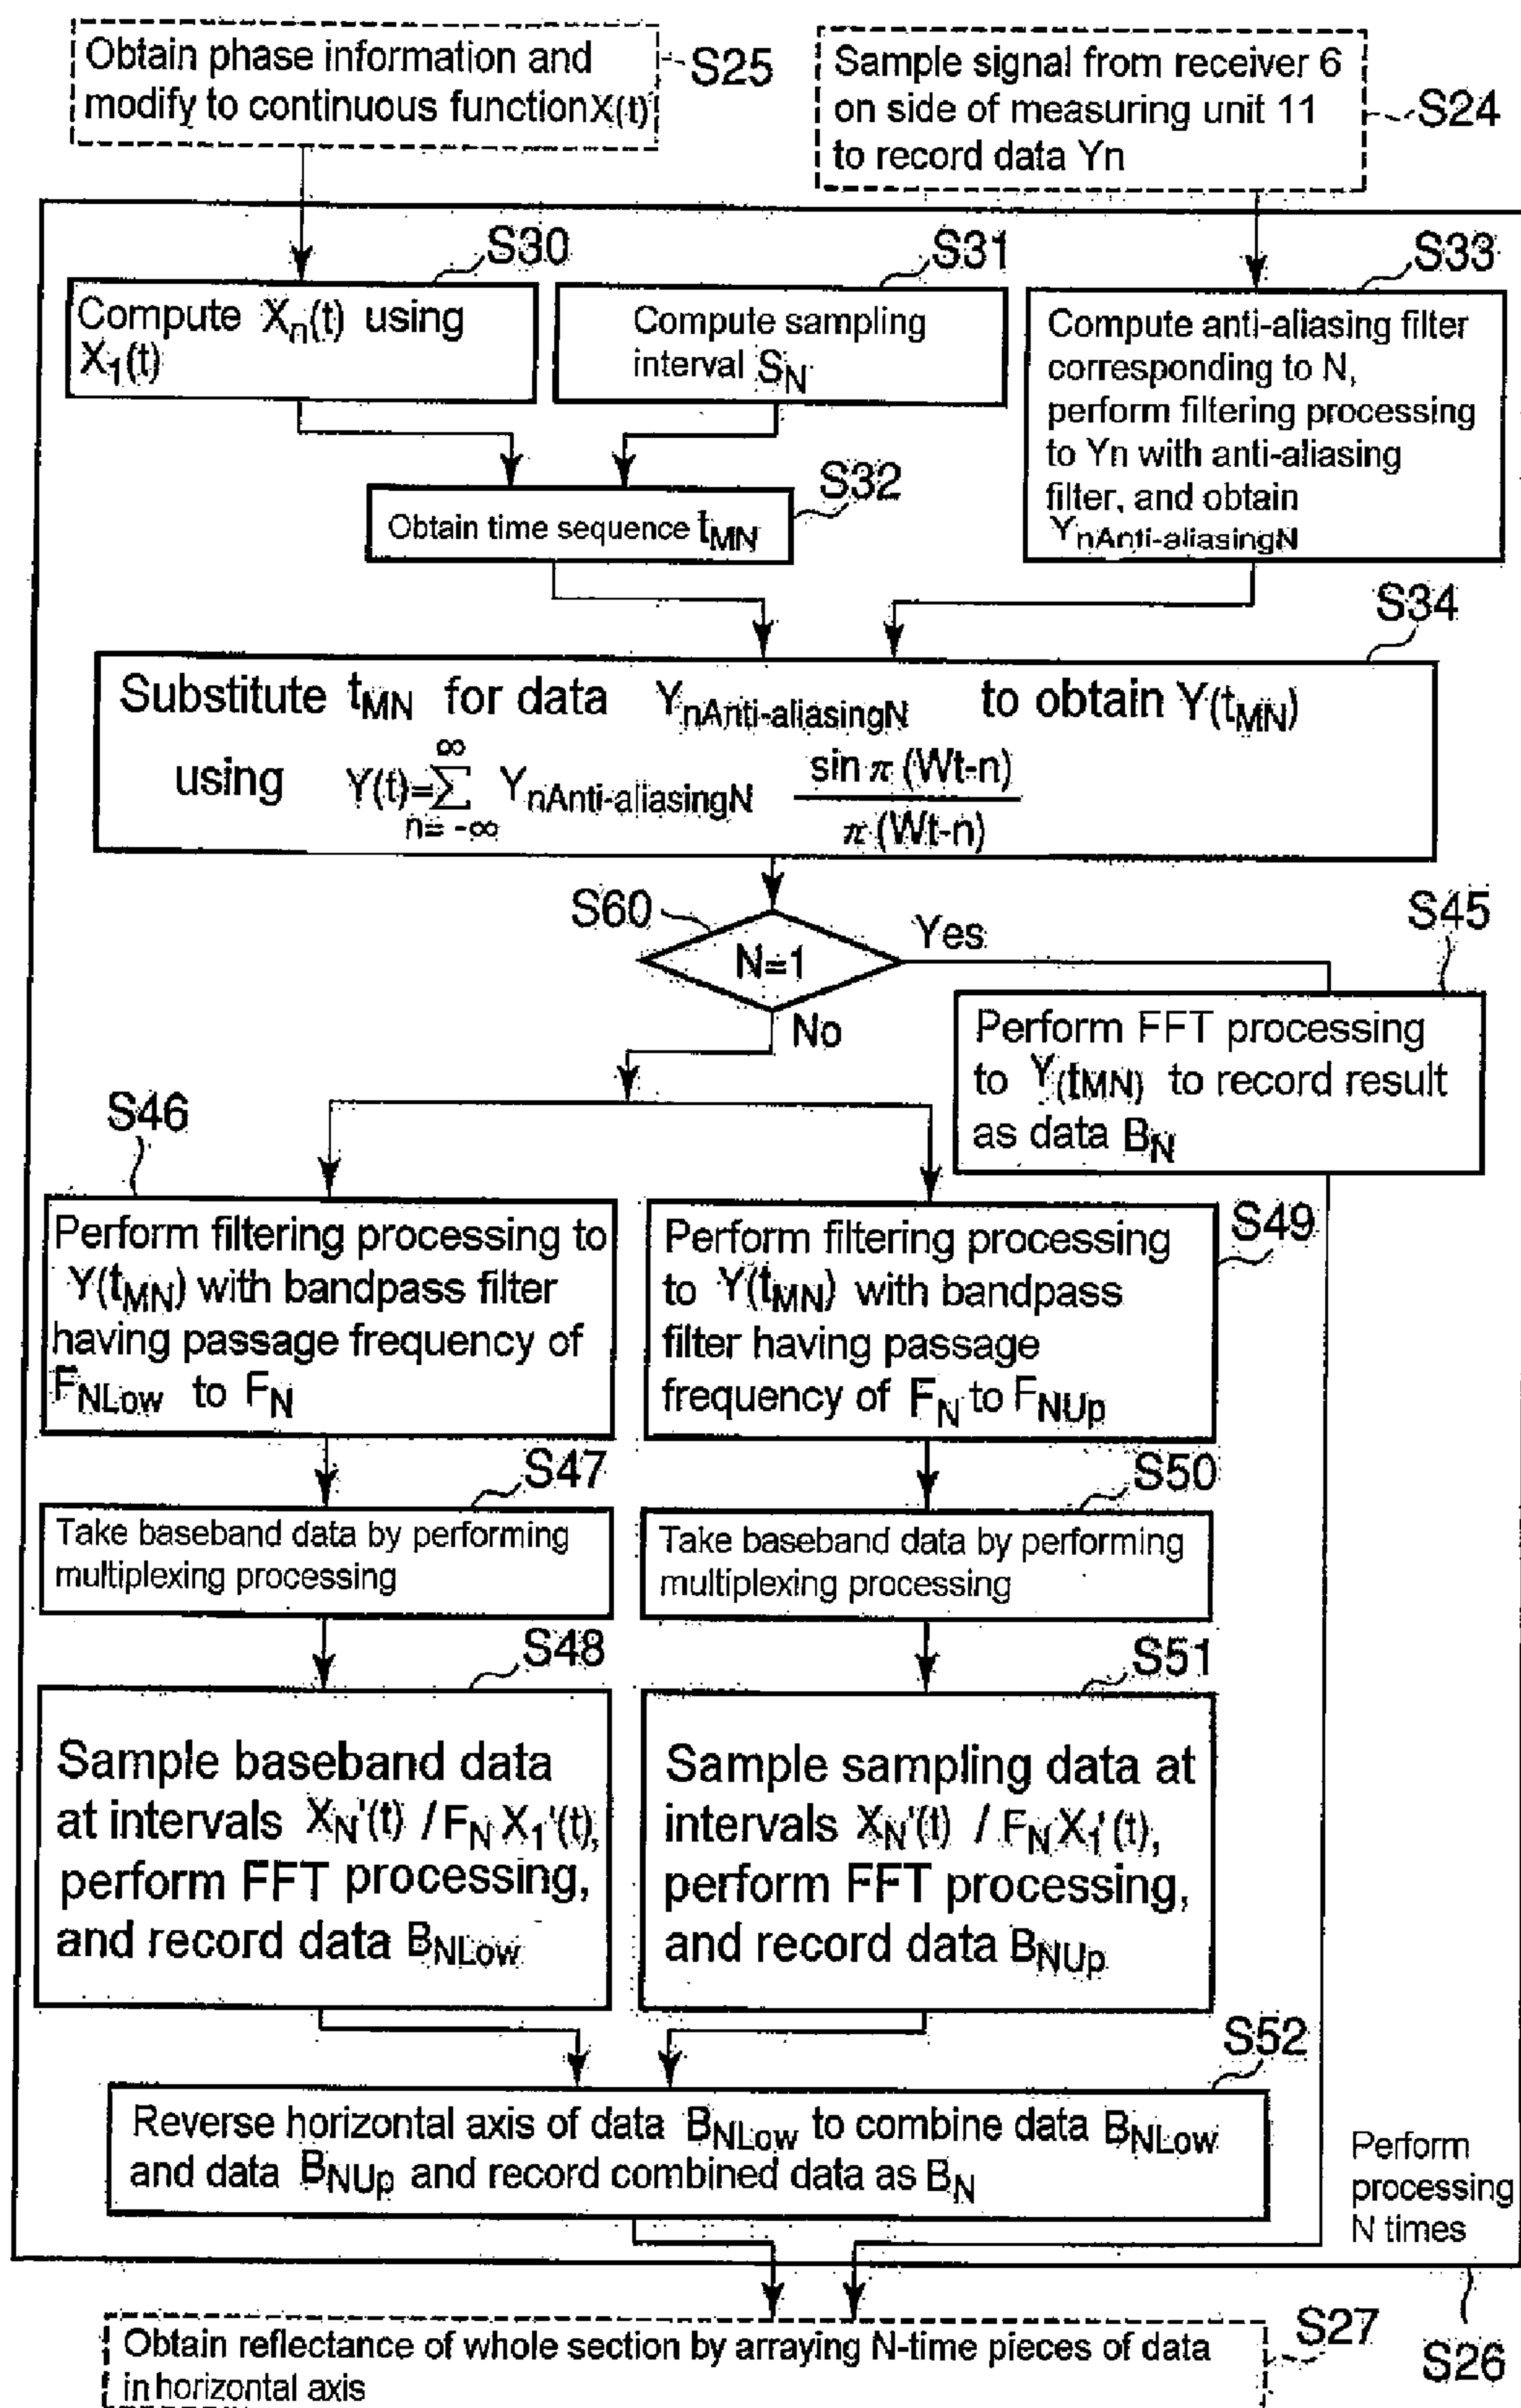 Obtain phase information and
modify to continuous function X(t)
S25
Sample signal from receiver 6
on side of measuring unit 11
to record data Yn
S24
S30
Compute Xn(t) using
X1(t)
S31
Compute sampling
interval SN
S33
Compute anti-aliasing filter
corresponding to N,
perform filtering processing
to Yn with anti-aliasing
filter, and obtain
YnAnti-aliasingN
S32
Obtain time sequence tMN
S34
Substitute tMN for data YnAnti-aliasingN to obtain Y(tMN)
using Y(t)=∑ n=-∞ ∞ YnAnti-aliasingN sin π (Wt-n) / π (Wt-n)
S60
N=1
Yes
No
S45
Perform FFT processing
to Y(tMN) to record result
as data BN
S46
Perform filtering processing to
Y(tMN) with bandpass filter
having passage frequency of
FNLow to FN
S49
Perform filtering processing
to Y(tMN) with bandpass
filter having passage
frequency of FN to FNUp
S47
Take baseband data by performing
multiplexing processing
S50
Take baseband data by performing
multiplexing processing
S48
Sample baseband data
at intervals XN'(t) / FN X1'(t),
perform FFT processing,
and record data BNLow
S51
Sample sampling data at
intervals XN'(t) / FN X1'(t),
perform FFT processing,
and record data BNUp
S52
Reverse horizontal axis of data BNLow to combine data BNLow
and data BNUp and record combined data as BN
Perform
processing
N times
S26
Obtain reflectance of whole section by arraying N-time pieces of data
in horizontal axis
S27